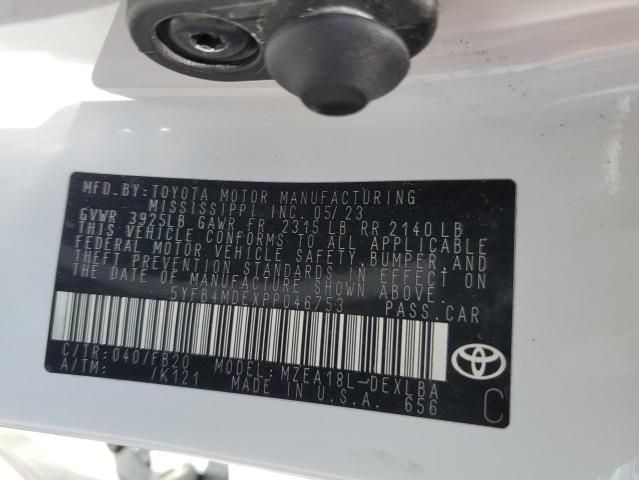 MFD.BY: TOYOTA MOTOR MANUFACTURING
MISSISSIPPI INC. 05/23
GVWR 3925LB GAWR FR 2315 LB RR 2140 LB
THIS VEHICLE CONFORMS TO ALL APPLICABLE
FEDERAL MOTOR VEHICLE SAFETY, BUMPER, AND
THEFT PREVENTION STANDARDS IN EFFECT ON
THE DATE OF MANUFACTURE SHOWN ABOVE.
5YFB4MDEXPP046753 PASS.CAR
C/TR: 040/FB20 MODEL: MZEA18L-DEXLBA
A/TM: /K121 MADE IN U.S.A. 656
TOYOTA
C